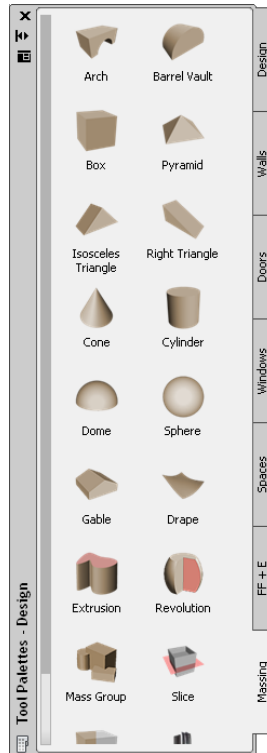 Arch
Barrel Vault
Box
Pyramid
Isosceles
Triangle
Right Triangle
Cone
Cylinder
Dome
Sphere
Gable
Drape
Extrusion
Revolution
Mass Group
Slice
Design
Walls
Doors
Windows
Spaces
FF + E
Massing
Tool Palettes - Design